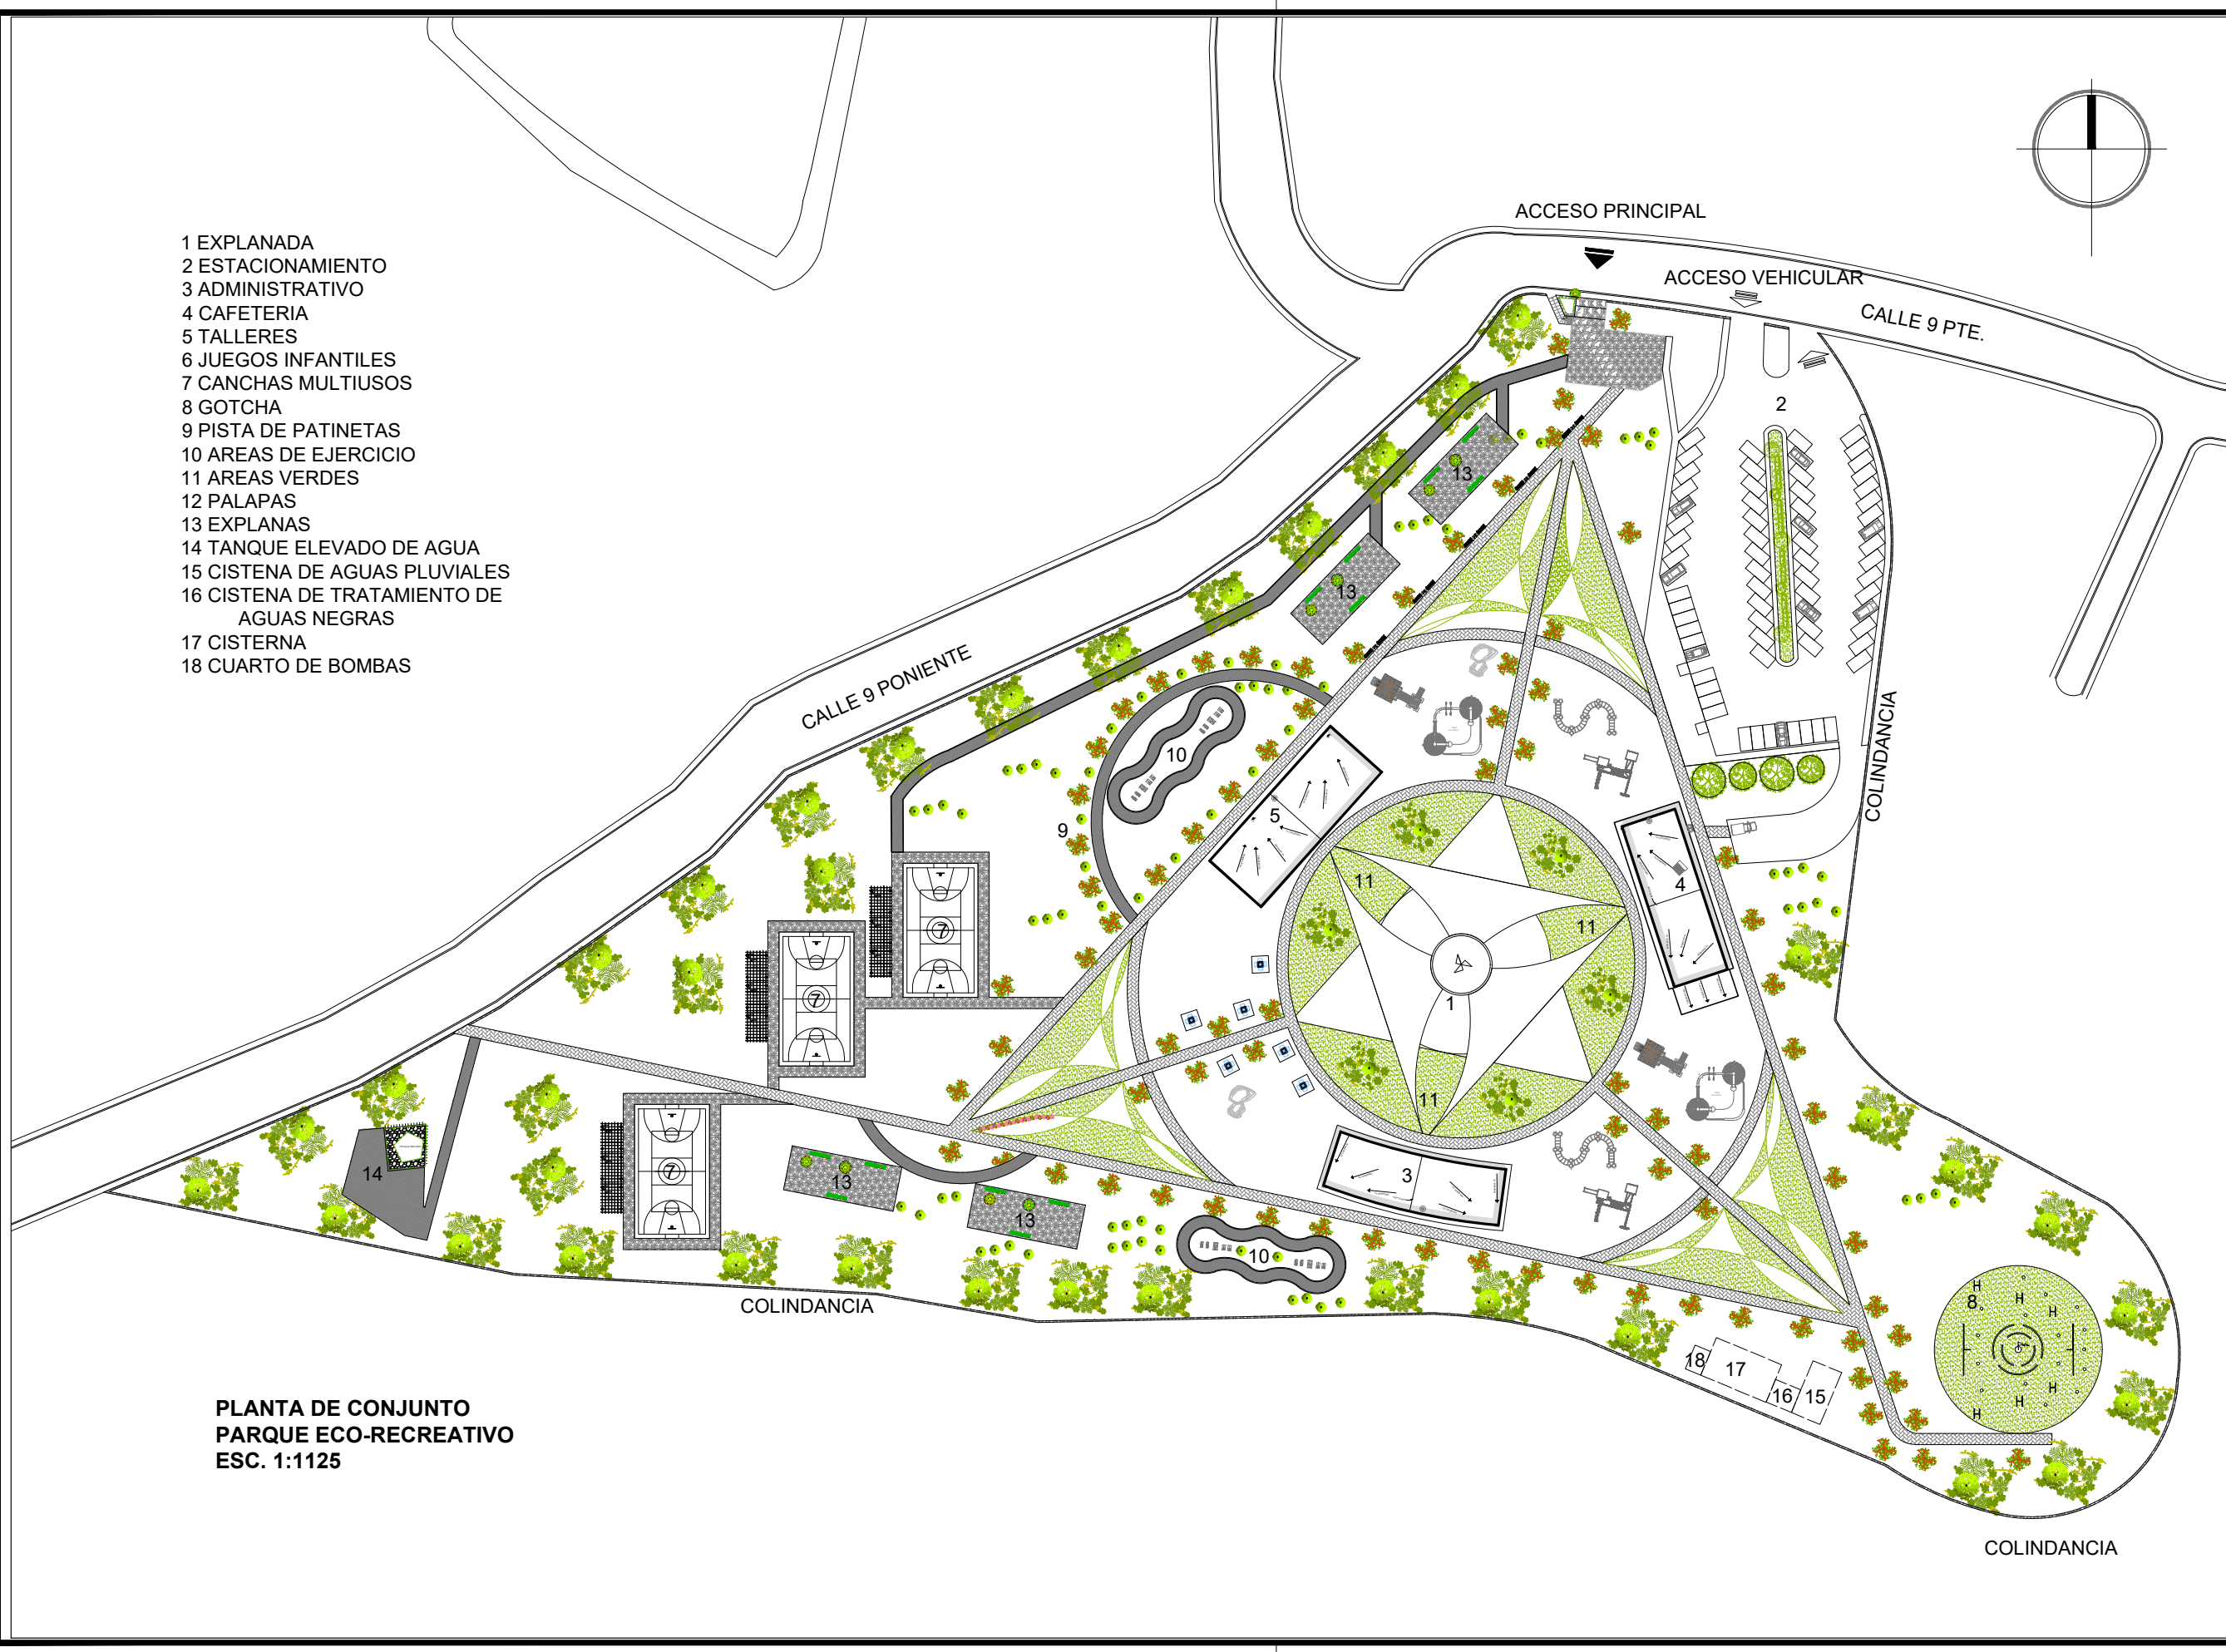 ACCESO PRINCIPAL
1 EXPLANADA
2 ESTACIONAMIENTO
3 ADMINISTRATIVO
4 CAFETERIA
5 TALLERES
6 JUEGOS INFANTILES
7 CANCHAS MULTIUSOS
8 GOTCHA
9 PISTA DE PATINETAS
10 AREAS DE EJERCICIO
11 AREAS VERDES
12 PALAPAS
13 EXPLANAS
14 TANQUE ELEVADO DE AGUA
15 CISTENA DE AGUAS PLUVIALES
16 CISTENA DE TRATAMIENTO DE
AGUAS NEGRAS
17 CISTERNA
18 CUARTO DE BOMBAS
ACCESO VEHICULAR
CALLE 9 PTE.
2
13
13
CALLE 9 PONIENTE
COLINDANCIA
10
5
9
4
11
11
7
7
1
11
14
7
13
3
13
10
8
COLINDANCIA
18
17
16
15
PLANTA DE CONJUNTO
PARQUE ECO-RECREATIVO
ESC. 1:1125
COLINDANCIA